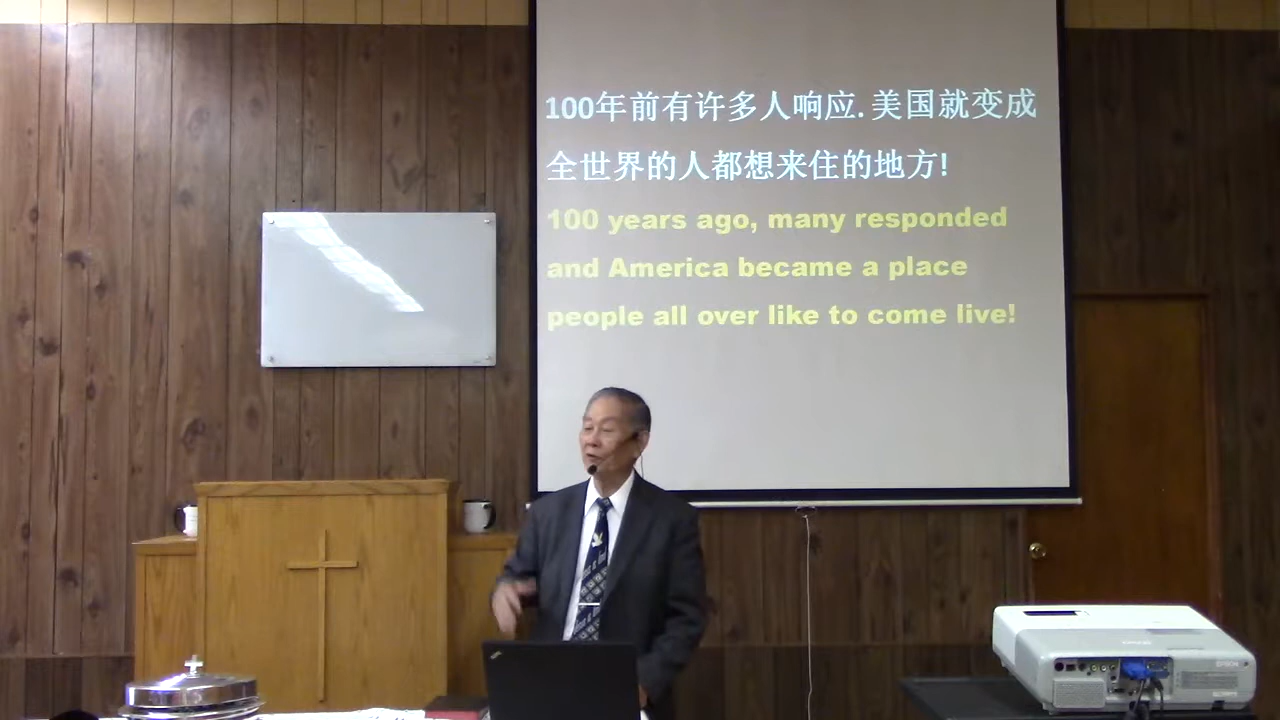 100年前有许多人响应.美国就变成
全世界的人都想来住的地方!
100 years ago, many responded
and America became a place
people all over like to come live!
EPSON